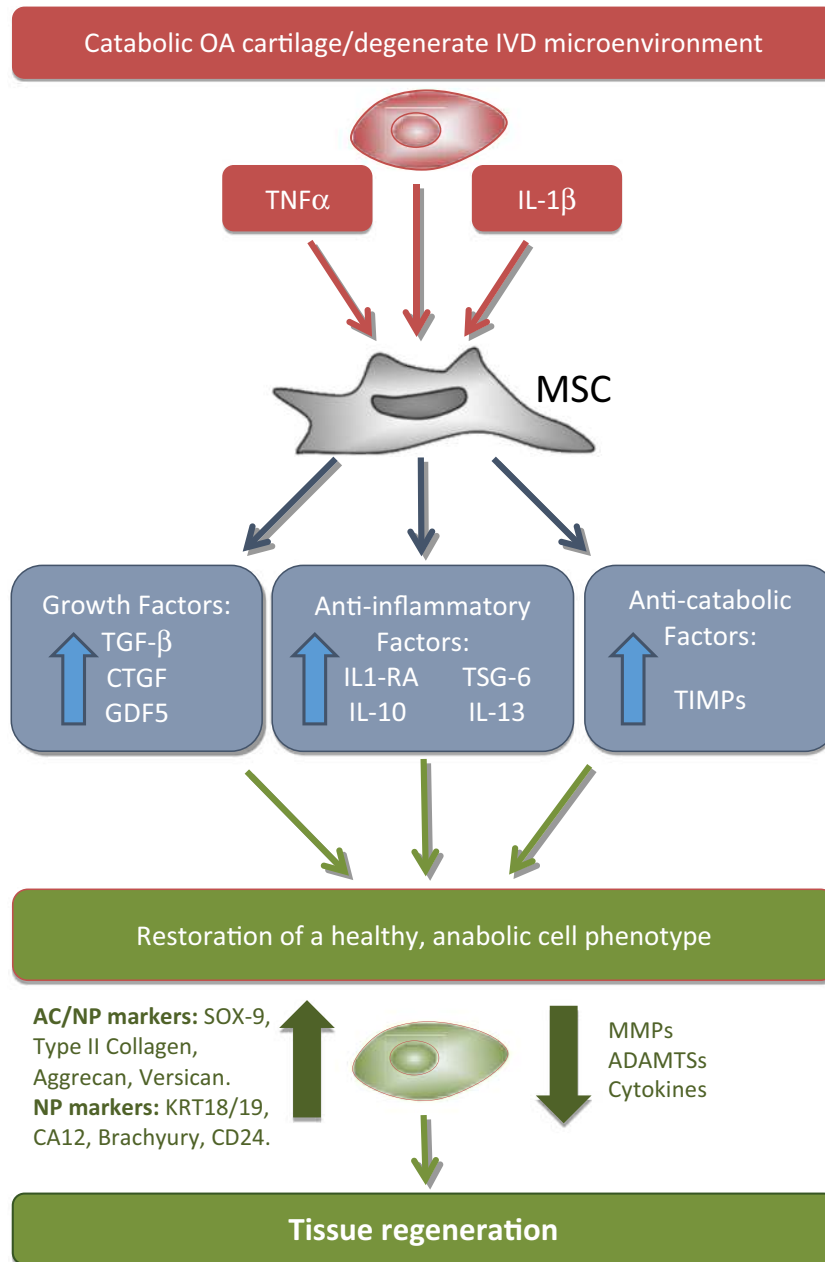 Catabolic OA cartilage/degenerate IVD microenvironment
TNFα
IL-1β
MSC
Growth Factors:
TGF-β
CTGF
GDF5
Anti-inflammatory
Factors:
IL1-RA TSG-6
IL-10 IL-13
Anti-catabolic
Factors:
TIMPs
Restoration of a healthy, anabolic cell phenotype
AC/NP markers: SOX-9,
Type II Collagen,
Aggrecan, Versican.
NP markers: KRT18/19,
CA12, Brachyury, CD24.
MMPs
ADAMTSs
Cytokines
Tissue regeneration